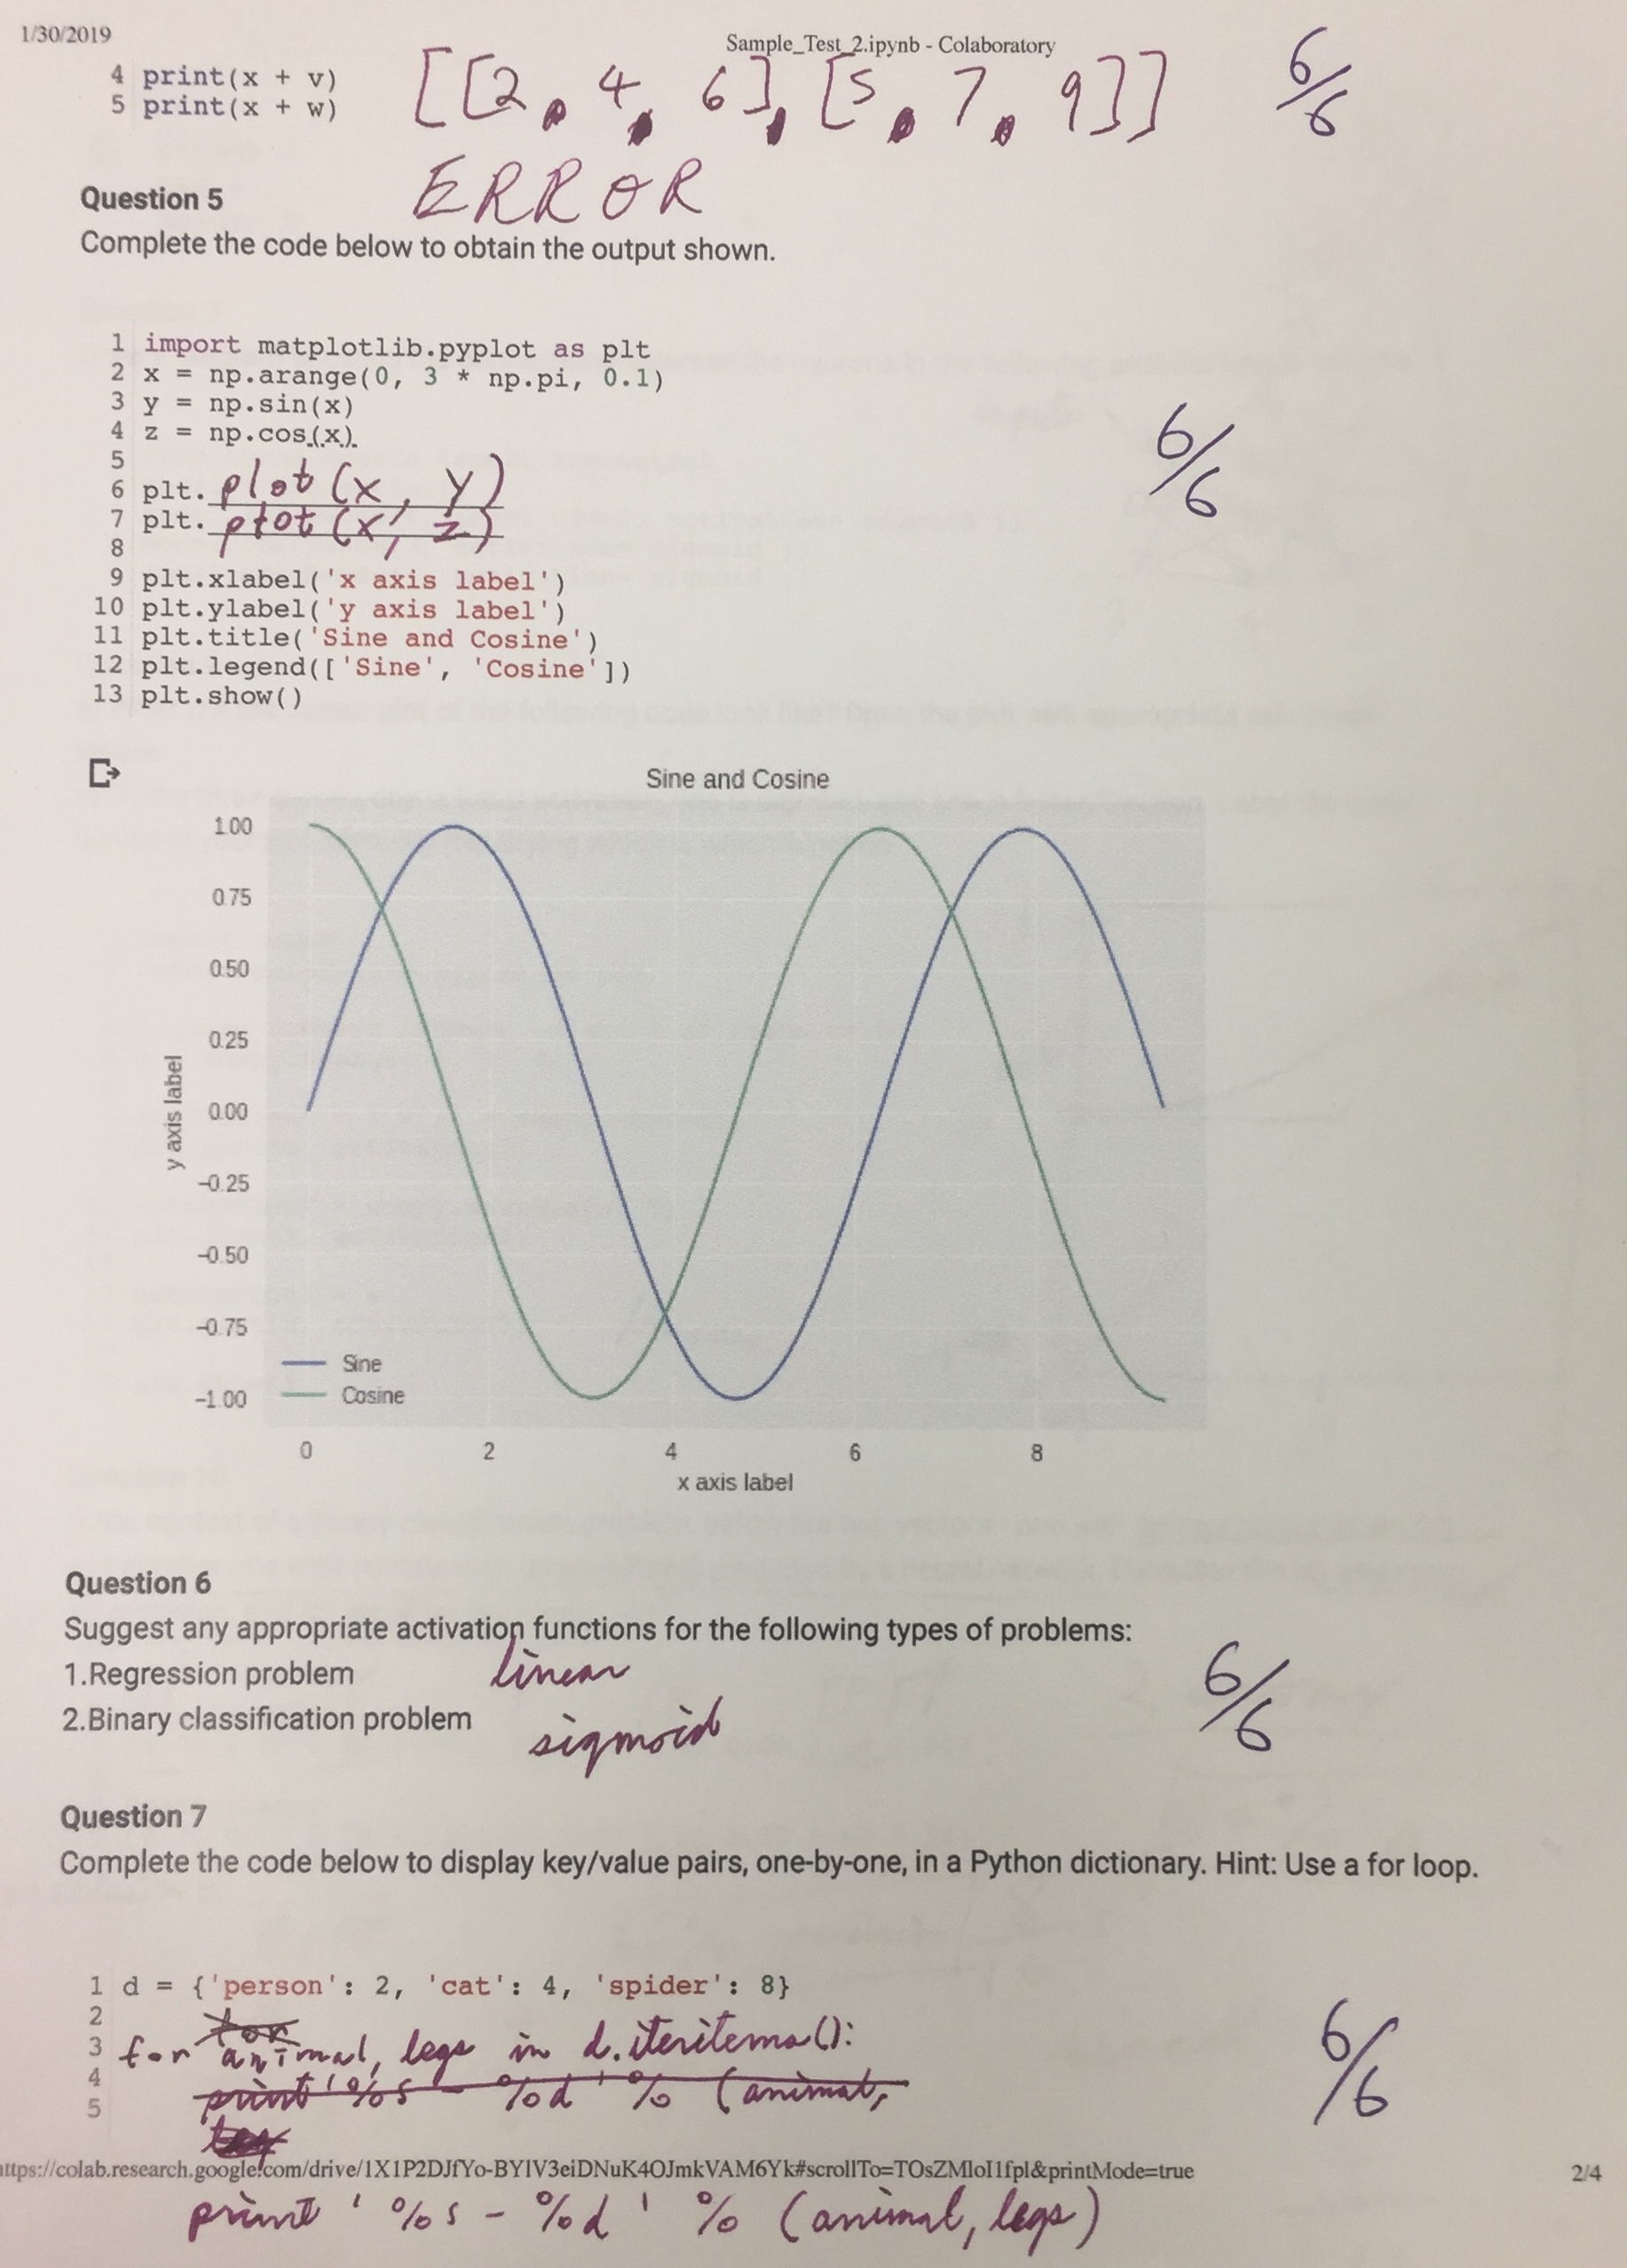 1/30/2019 Sample_Test_2.ipynb - Colaboratory
4 print(x + v) [[2, 4, 6], [5, 7, 9]] 6/6
5 print(x + w)
ERROR
Question 5
Complete the code below to obtain the output shown.
1 import matplotlib.pyplot as plt
2 x = np.arange(0, 3 * np.pi, 0.1)
3 y = np.sin(x)
4 z = np.cos(x)
5
6 plt. plot (x, y) 6/6
7 plt. plot (x, z)
8
9 plt.xlabel('x axis label')
10 plt.ylabel('y axis label')
11 plt.title('Sine and Cosine')
12 plt.legend(['Sine', 'Cosine'])
13 plt.show()
Sine and Cosine
1.00
0.75
0.50
0.25
0.00
-0.25
-0.50
-0.75
-1.00
y axis label
Sine
Cosine
0 2 4 6 8
x axis label
Question 6
Suggest any appropriate activation functions for the following types of problems:
1.Regression problem linear
2.Binary classification problem sigmoid 6/6
Question 7
Complete the code below to display key/value pairs, one-by-one, in a Python dictionary. Hint: Use a for loop.
1 d = {'person': 2, 'cat': 4, 'spider': 8}
2 for
3 for animal, legs in d.iteritems(): 6/6
4 print '%s - %d' % (animal,
5
https://colab.research.google.com/drive/1X1P2DJfYo-BYlV3eiDNuK4OJmkVAM6Yk#scrollTo=TOsZMloI1fpl&printMode=true 2/4
print '%s - %d' % (animal, legs)